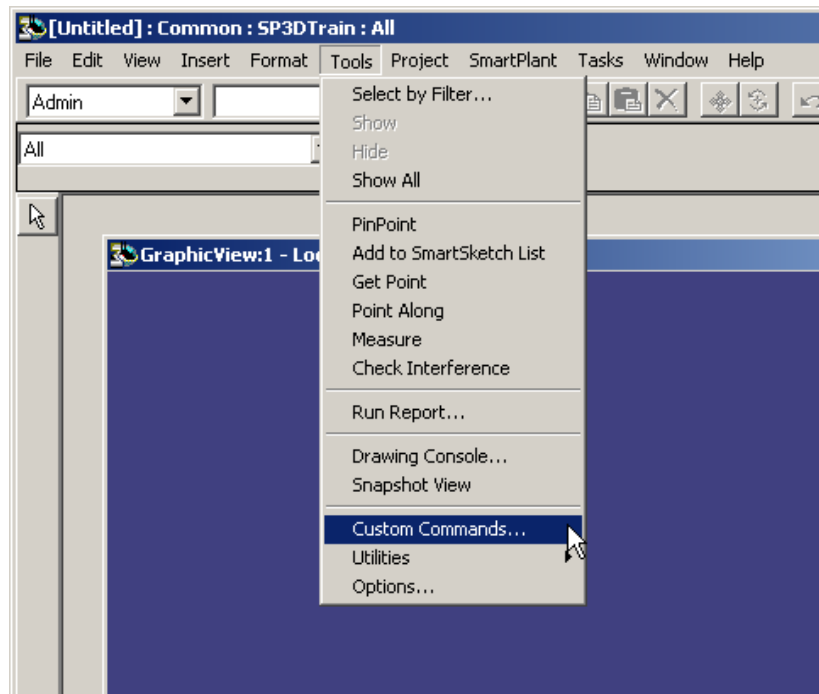 [Untitled] : Common : SP3DTrain : All
File Edit View Insert Format Tools Project SmartPlant Tasks Window Help
Admin
All
Select by Filter...
Show
Hide
Show All
PinPoint
Add to SmartSketch List
Get Point
Point Along
Measure
Check Interference
Run Report...
Drawing Console...
Snapshot View
Custom Commands...
Utilities
Options...
GraphicView:1 - Loo